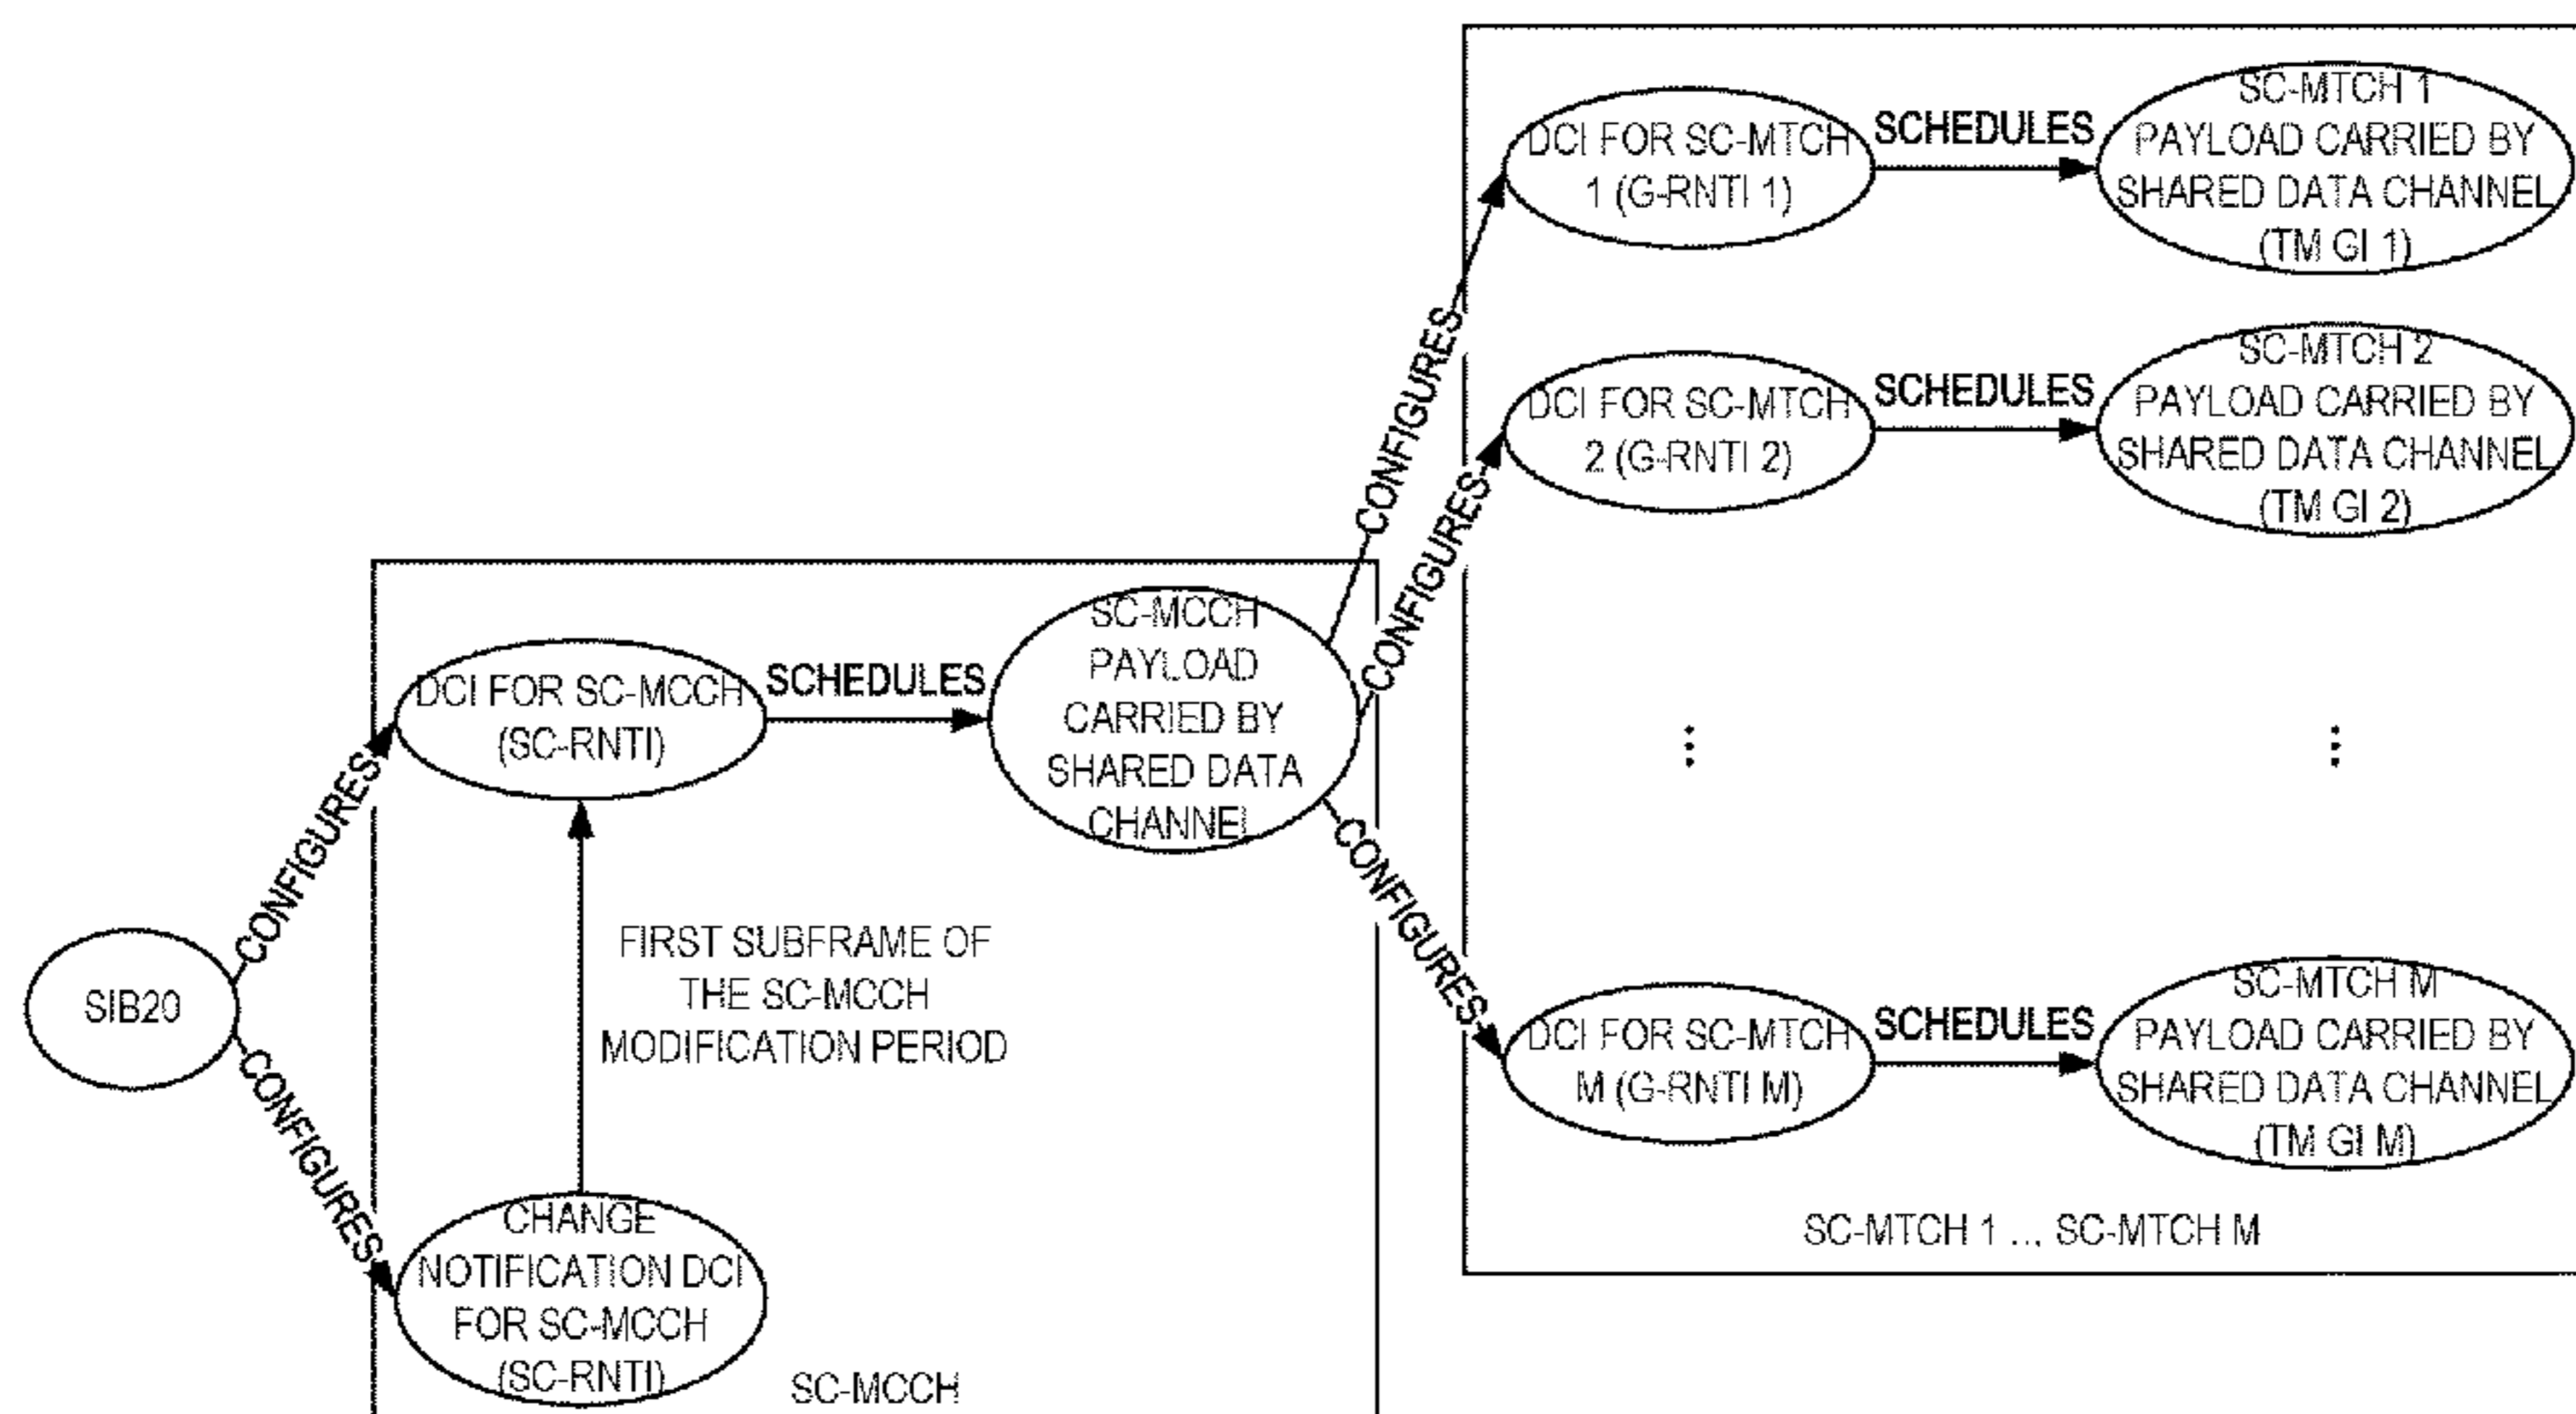 SIB20
CONFIGURES
CONFIGURES
DCI FOR SC-MCCH
(SC-RNTI)
SCHEDULES
SC-MCCH
PAYLOAD
CARRIED BY
SHARED DATA
CHANNEL
FIRST SUBFRAME OF
THE SC-MCCH
MODIFICATION PERIOD
CHANGE
NOTIFICATION DCI
FOR SC-MCCH
(SC-RNTI)
SC-MCCH
CONFIGURES
CONFIGURES
CONFIGURES
DCI FOR SC-MTCH
1 (G-RNTI 1)
SCHEDULES
SC-MTCH 1
PAYLOAD CARRIED BY
SHARED DATA CHANNEL
(TM GI 1)
DCI FOR SC-MTCH
2 (G-RNTI 2)
SCHEDULES
SC-MTCH 2
PAYLOAD CARRIED BY
SHARED DATA CHANNEL
(TM GI 2)
⋮
⋮
DCI FOR SC-MTCH
M (G-RNTI M)
SCHEDULES
SC-MTCH M
PAYLOAD CARRIED BY
SHARED DATA CHANNEL
(TM GI M)
SC-MTCH 1 ... SC-MTCH M